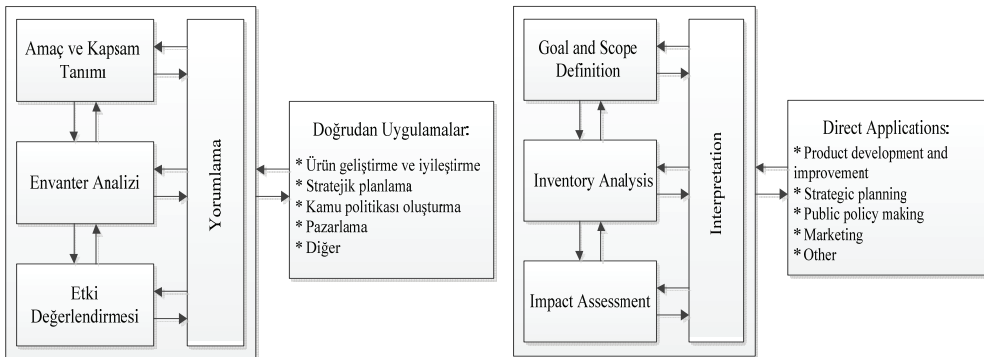 Amaç ve Kapsam
Tanımı
Envanter Analizi
Etki
Değerlendirmesi
Yorumlama
Doğrudan Uygulamalar:
* Ürün geliştirme ve iyileştirme
* Stratejik planlama
* Kamu politikası oluşturma
* Pazarlama
* Diğer
Goal and Scope
Definition
Inventory Analysis
Impact Assessment
Interpretation
Direct Applications:
* Product development and
improvement
* Strategic planning
* Public policy making
* Marketing
* Other